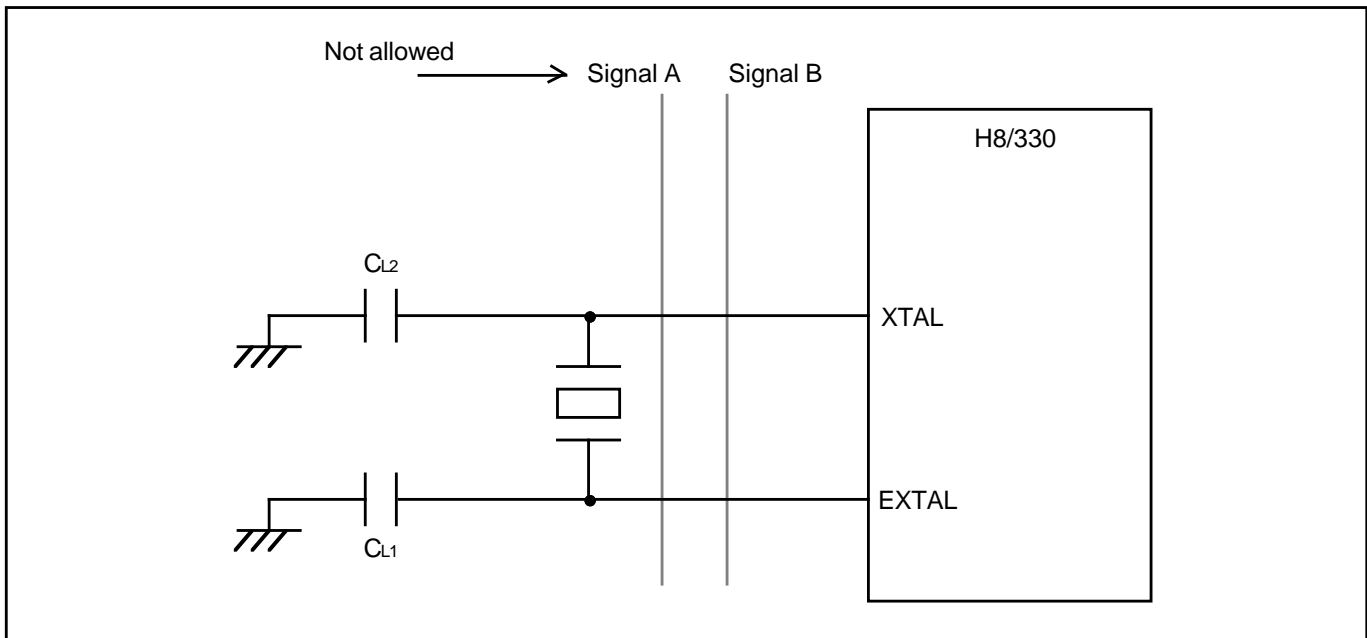 Not allowed
Signal A
Signal B
H8/330
CL2
XTAL
EXTAL
CL1